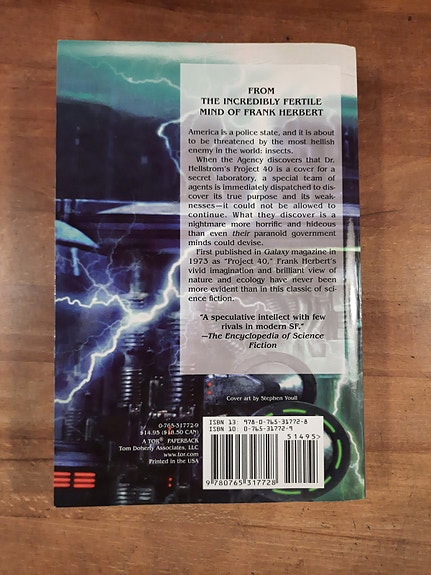 FROM
THE INCREDIBLY FERTILE
MIND OF FRANK HERBERT
America is a police state, and it is about
to be threatened by the most hellish
enemy in the world: insects.
When the Agency discovers that Dr.
Hellstrom's Project 40 is a cover for a
secret laboratory, a special team of
agents is immediately dispatched to dis-
cover its true purpose and its weak-
nesses—it could not be allowed to
continue. What they discover is a
nightmare more horrific and hideous
than even their paranoid government
minds could devise.
First published in Galaxy magazine in
1973 as "Project 40," Frank Herbert's
vivid imagination and brilliant view of
nature and ecology have never been
more evident than in this classic of sci-
ence fiction.
"A speculative intellect with few
rivals in modern SF."
—The Encyclopedia of Science
Fiction
Cover art by Stephen Youll
0-765-31772-9
$14.95 ($18.50 CAN)
A TOR® PAPERBACK
Tom Doherty Associates, LLC
www.tor.com
Printed in the USA
ISBN 13: 978-0-765-31772-8
ISBN 10: 0-765-31772-9
51495>
9 780765 317728